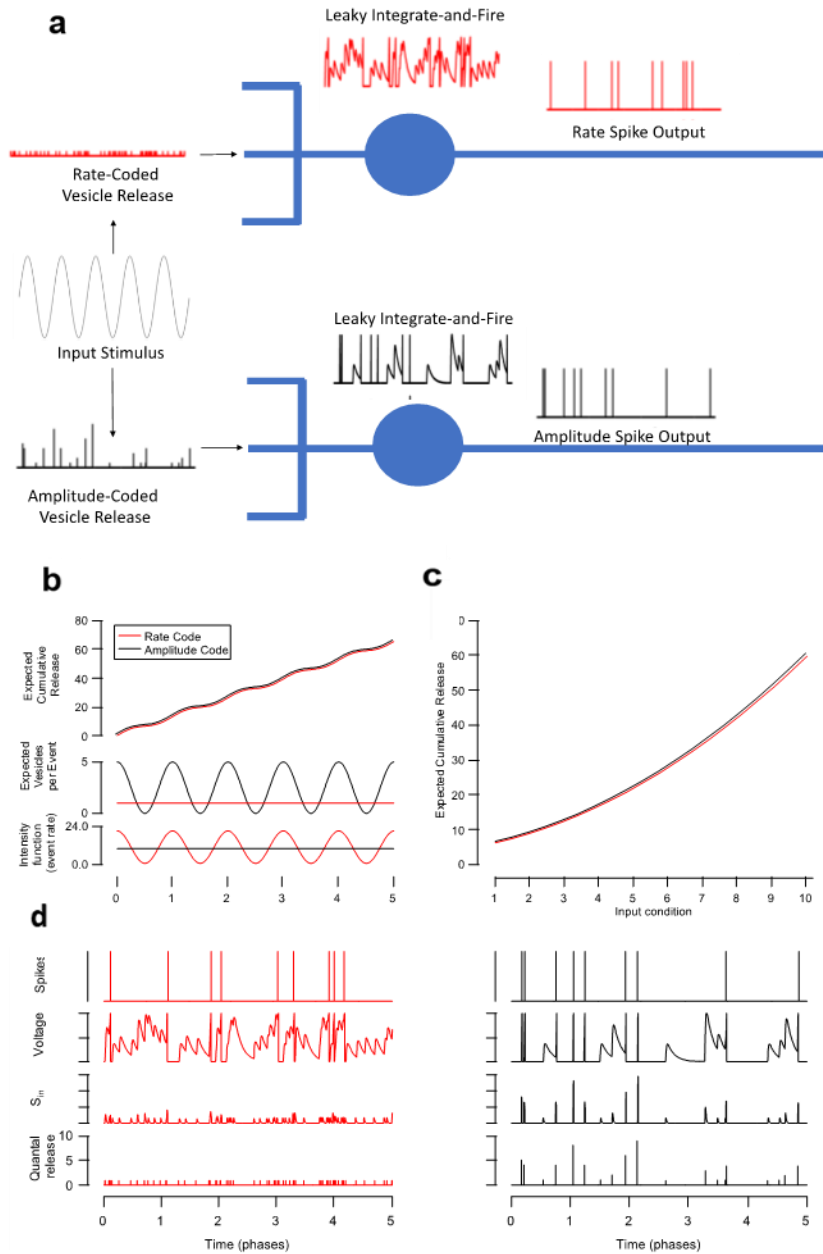 a
Leaky Integrate-and-Fire
Rate Spike Output
Rate-Coded
Vesicle Release
Input Stimulus
Leaky Integrate-and-Fire
Amplitude Spike Output
Amplitude-Coded
Vesicle Release
b
Expected
Cumulative
Release
80
60
40
20
0
Rate Code
Amplitude Code
Expected
Vesicles
per Event
5
0
Intensity
function
(event rate)
24.0
0.0
0 1 2 3 4 5
c
Expected Cumulative Release
0
60
50
40
30
20
10
0
1 2 3 4 5 6 7 8 9 10
Input condition
d
Spikes
Voltage
Sin
Quantal
release
10
5
0
0 1 2 3 4 5
Time (phases)
0 1 2 3 4 5
Time (phases)